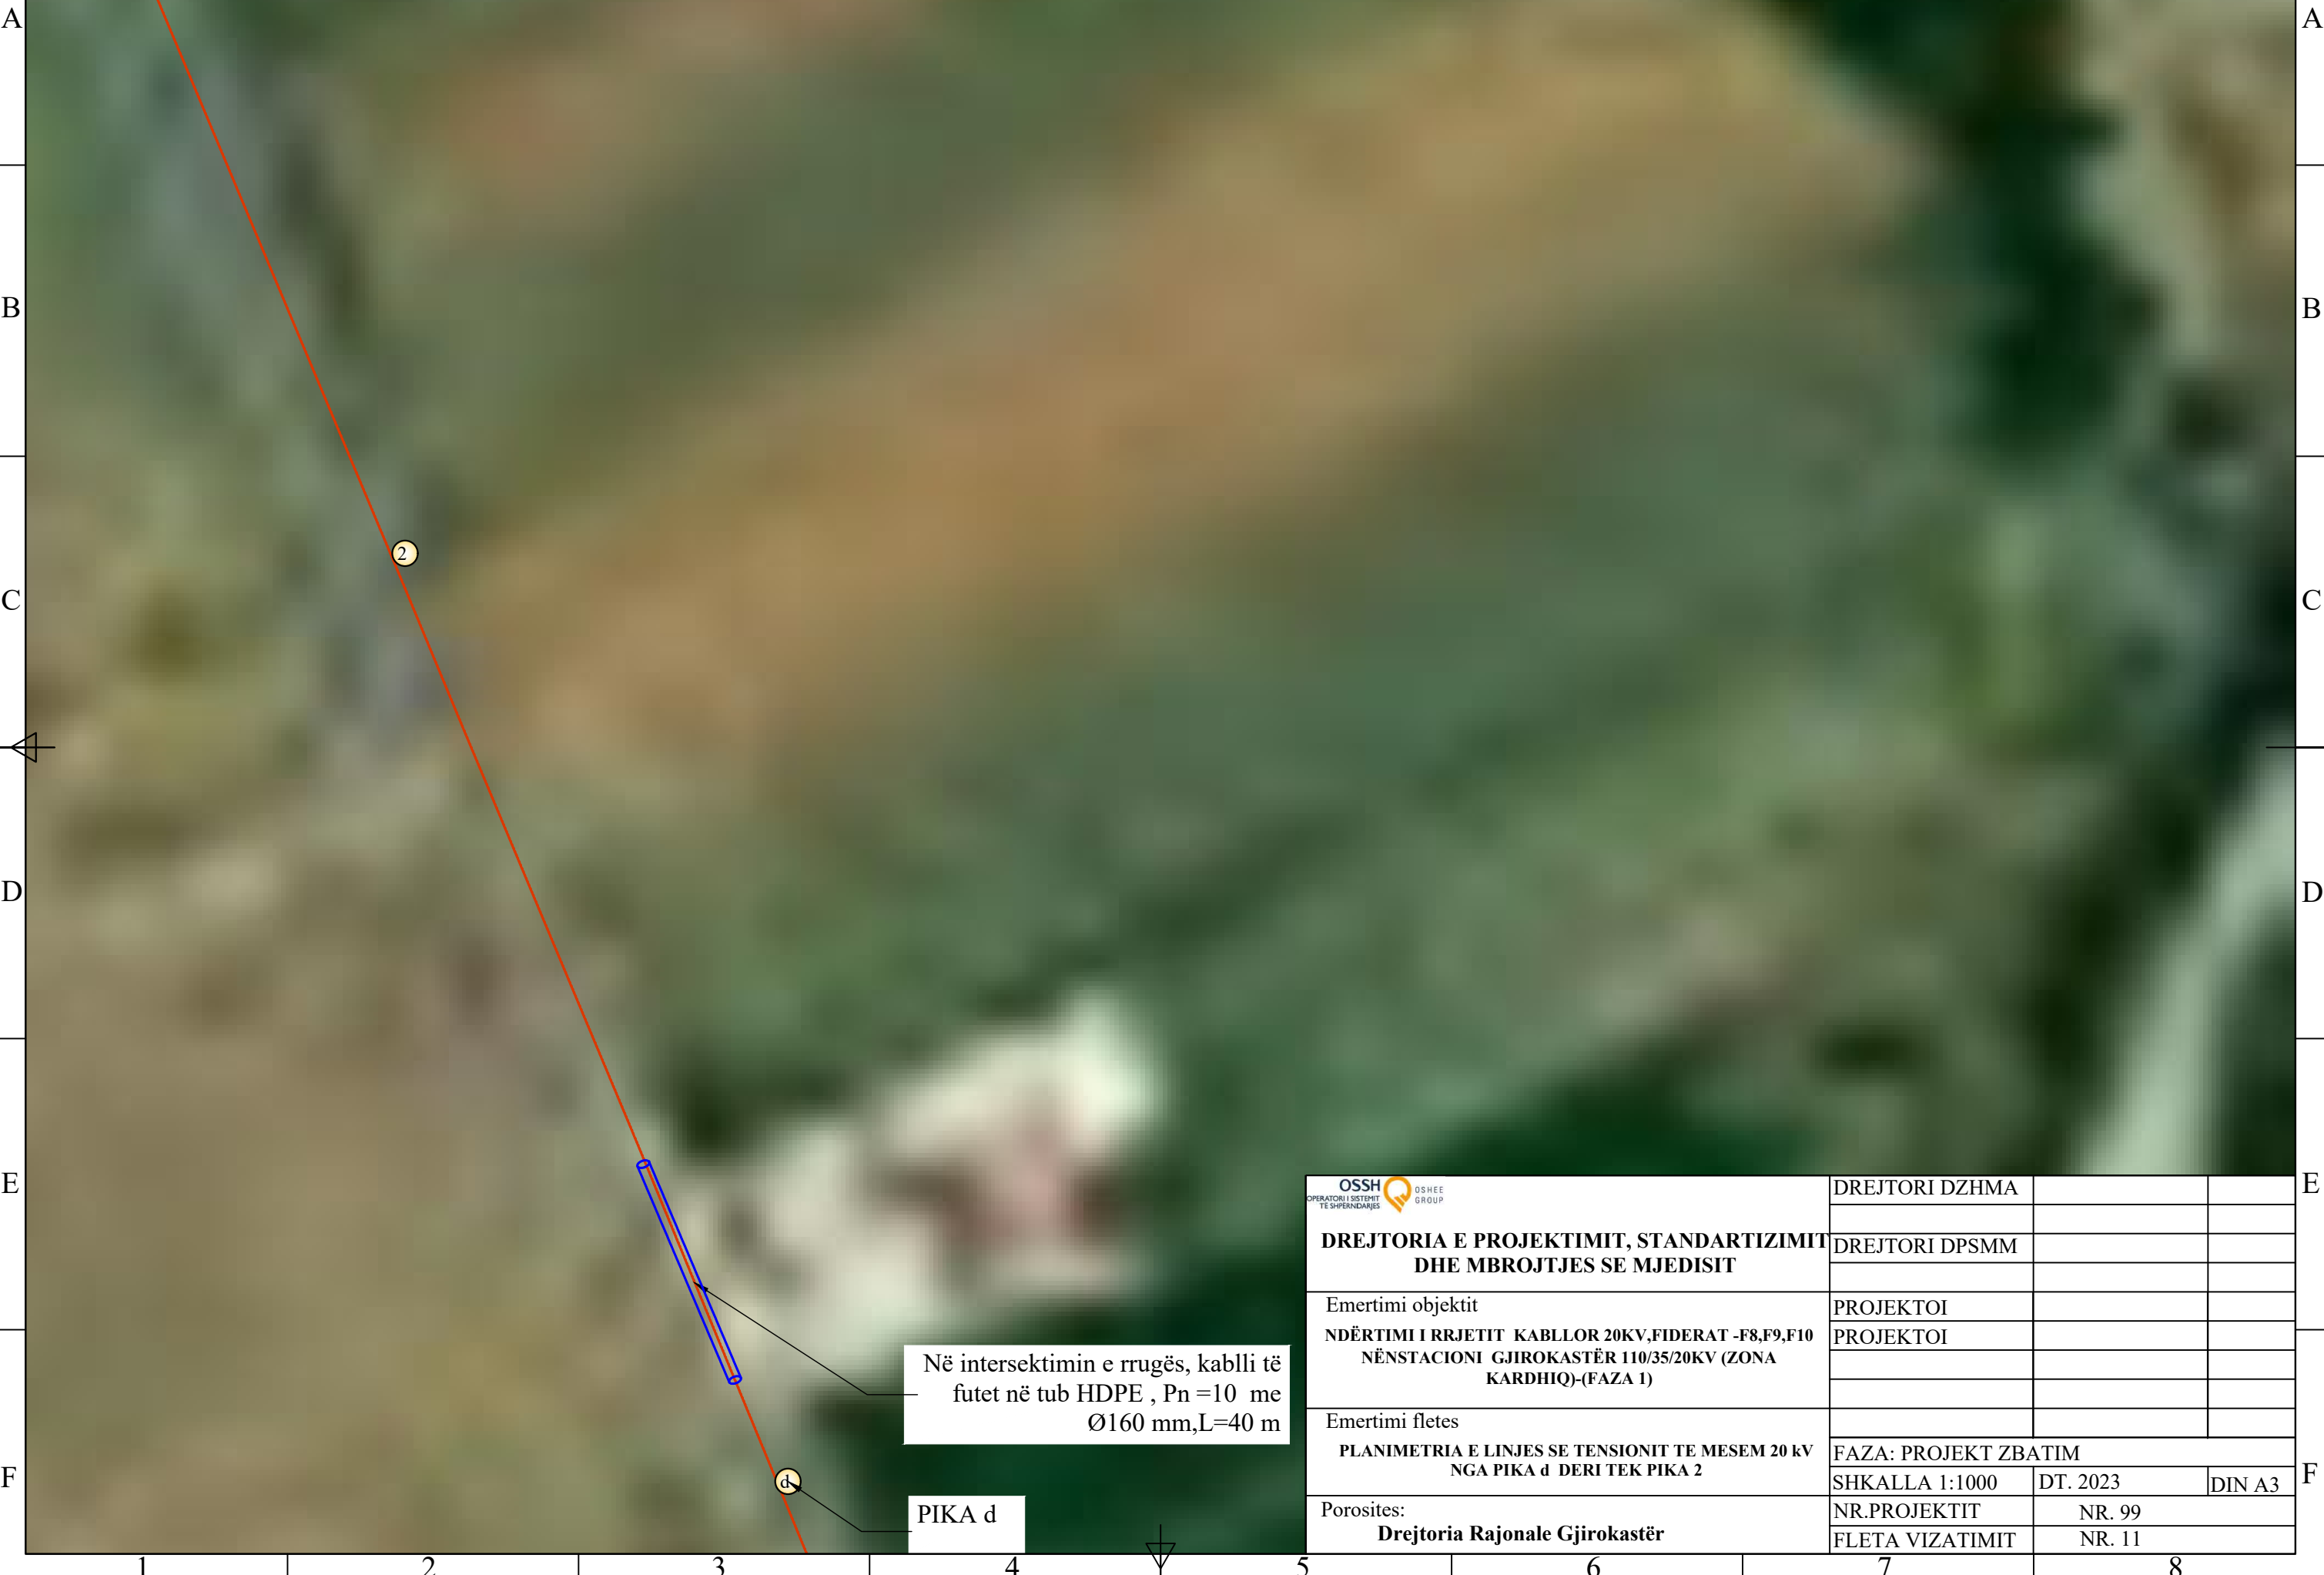 A
A
B
B
2
C
C
D
D
E
E
Në intersektimin e rrugës, kablli të
futet në tub HDPE , Pn =10 me
Ø160 mm,L=40 m
d
PIKA d
F
F
OSSH
OPERATORI I SISTEMIT
TË SHPËRNDARJES
OSHEE
GROUP
DREJTORIA E PROJEKTIMIT, STANDARTIZIMIT
DHE MBROJTJES SE MJEDISIT
Emertimi objektit
NDËRTIMI I RRJETIT KABLLOR 20KV,FIDERAT -F8,F9,F10
NËNSTACIONI GJIROKASTËR 110/35/20KV (ZONA
KARDHIQ)-(FAZA 1)
Emertimi fletes
PLANIMETRIA E LINJES SE TENSIONIT TE MESEM 20 kV
NGA PIKA d DERI TEK PIKA 2
Porosites:
Drejtoria Rajonale Gjirokastër
DREJTORI DZHMA
DREJTORI DPSMM
PROJEKTOI
PROJEKTOI
FAZA: PROJEKT ZBATIM
SHKALLA 1:1000 DT. 2023 DIN A3
NR.PROJEKTIT NR. 99
FLETA VIZATIMIT NR. 11
1 2 3 4 5 6 7 8